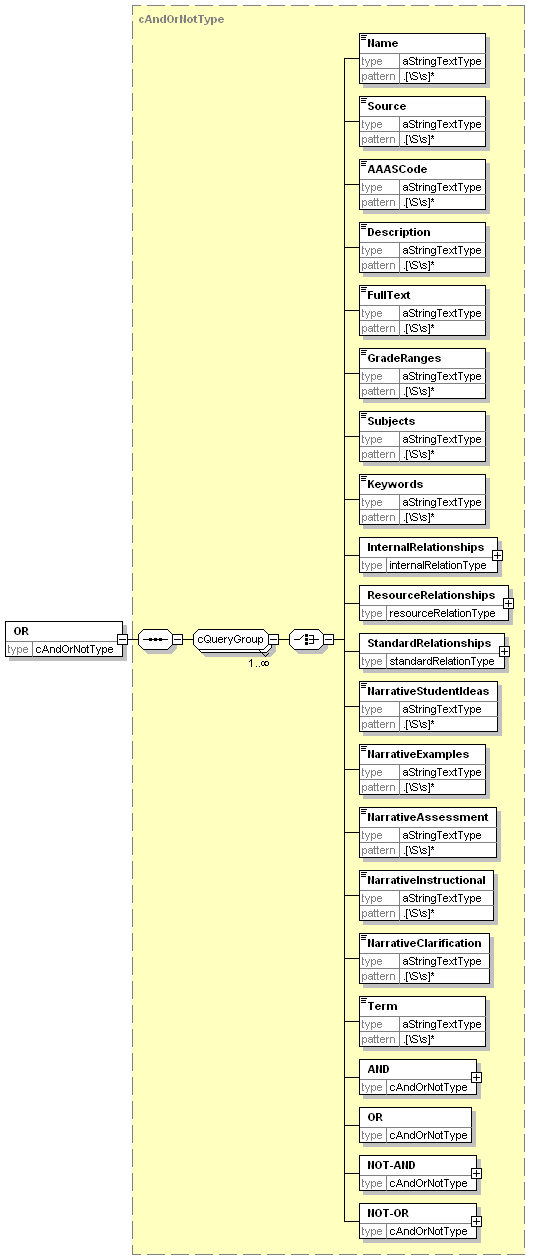 cAndOrNotType
Name
type aStringTextType
pattern .[\S\s]*
Source
type aStringTextType
pattern .[\S\s]*
AAASCode
type aStringTextType
pattern .[\S\s]*
Description
type aStringTextType
pattern .[\S\s]*
FullText
type aStringTextType
pattern .[\S\s]*
GradeRanges
type aStringTextType
pattern .[\S\s]*
Subjects
type aStringTextType
pattern .[\S\s]*
Keywords
type aStringTextType
pattern .[\S\s]*
InternalRelationships
type internalRelationType
ResourceRelationships
type resourceRelationType
OR
type cAndOrNotType
cQueryGroup
1..∞
StandardRelationships
type standardRelationType
NarrativeStudentIdeas
type aStringTextType
pattern .[\S\s]*
NarrativeExamples
type aStringTextType
pattern .[\S\s]*
NarrativeAssessment
type aStringTextType
pattern .[\S\s]*
NarrativeInstructional
type aStringTextType
pattern .[\S\s]*
NarrativeClarification
type aStringTextType
pattern .[\S\s]*
Term
type aStringTextType
pattern .[\S\s]*
AND
type cAndOrNotType
OR
type cAndOrNotType
NOT-AND
type cAndOrNotType
NOT-OR
type cAndOrNotType